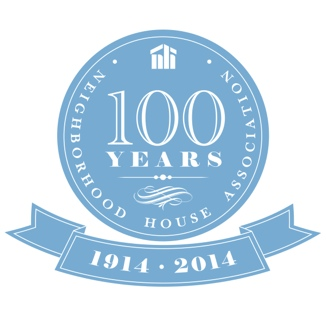 100
YEARS
NEIGHBORHOOD HOUSE ASSOCIATION
1914 · 2014